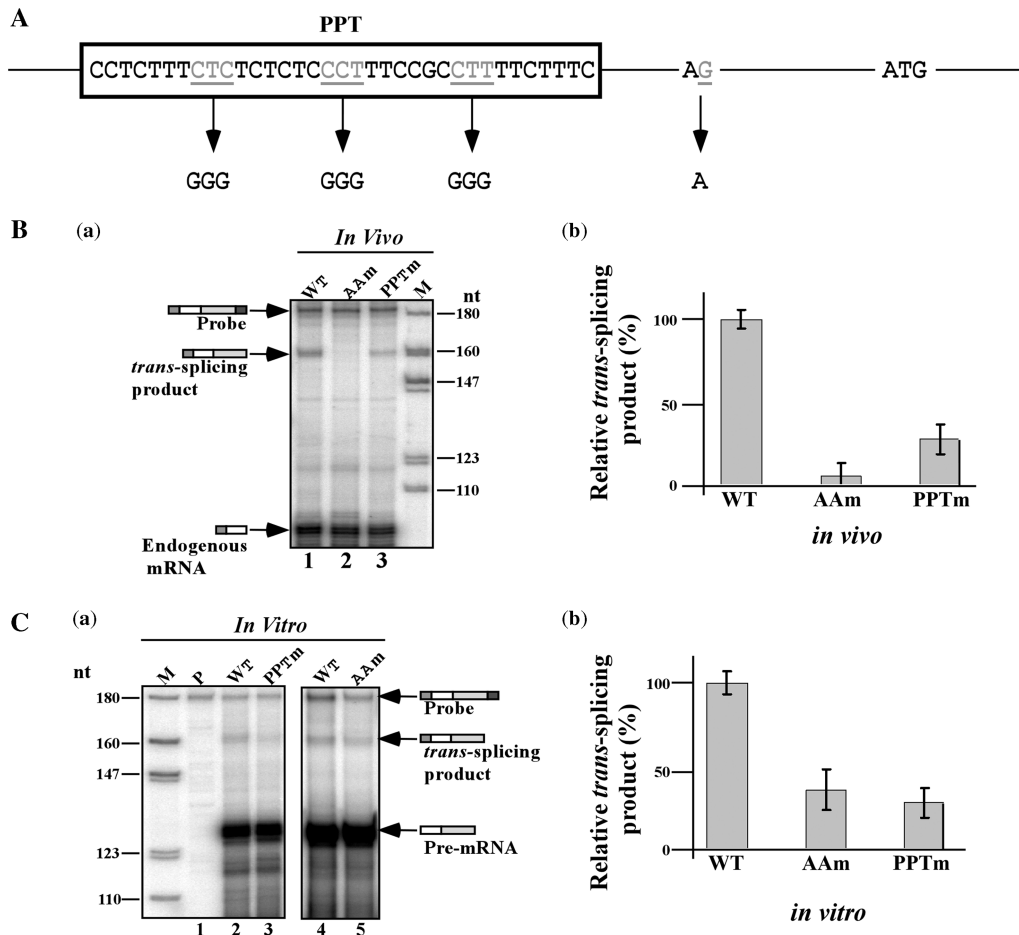 A
PPT
CCTCTTTCTCTCTCTCCCTTTCCGCCTTTTCTTTC
AG
ATG
GGG
GGG
GGG
A
B
(a)
In Vivo
WT
AAm
PPTm
M
nt
Probe
trans-splicing
product
Endogenous
mRNA
180
160
147
123
110
1
2
3
(b)
Relative trans-splicing
product (%)
100
50
0
WT
AAm
PPTm
in vivo
C
(a)
In Vitro
nt
M
P
WT
PPTm
WT
AAm
180
160
147
123
110
Probe
trans-splicing
product
Pre-mRNA
1
2
3
4
5
(b)
Relative trans-splicing
product (%)
100
50
0
WT
AAm
PPTm
in vitro